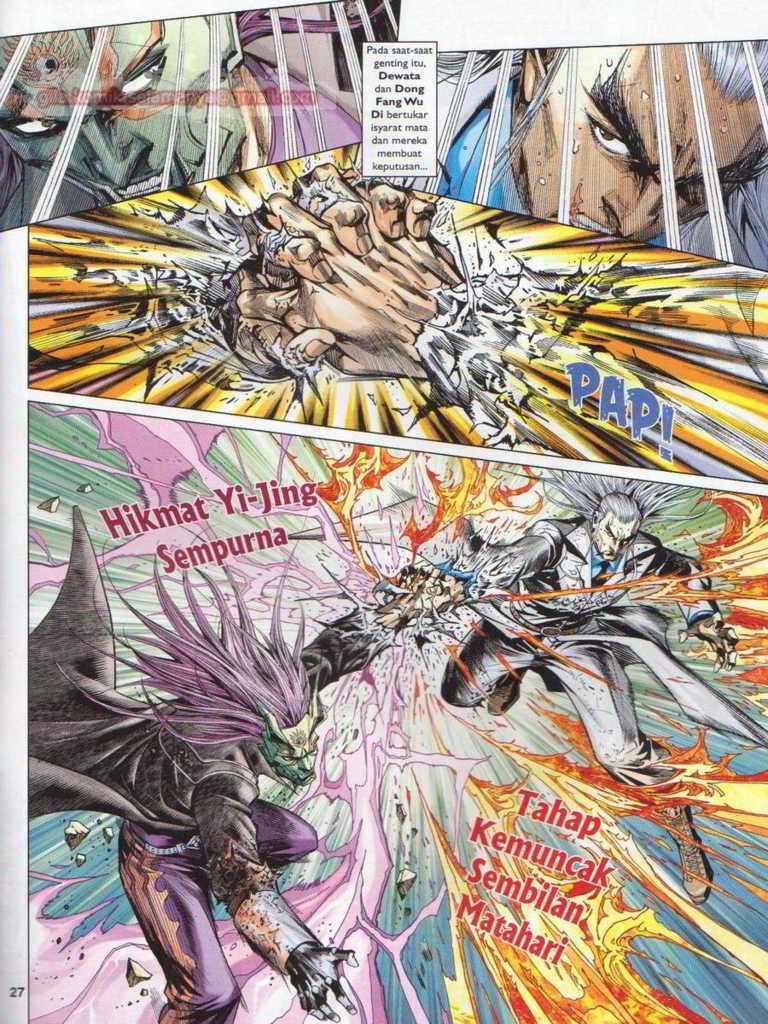 Pada saat-saat
genting itu,
Dewata
dan Dong
Fang Wu
Di bertukar
isyarat mata
dan mereka
membuat
keputusan...
PAP!
Hikmat Yi-Jing
Sempurna
Tahap
Kemuncak
Sembilan
Matahari
27